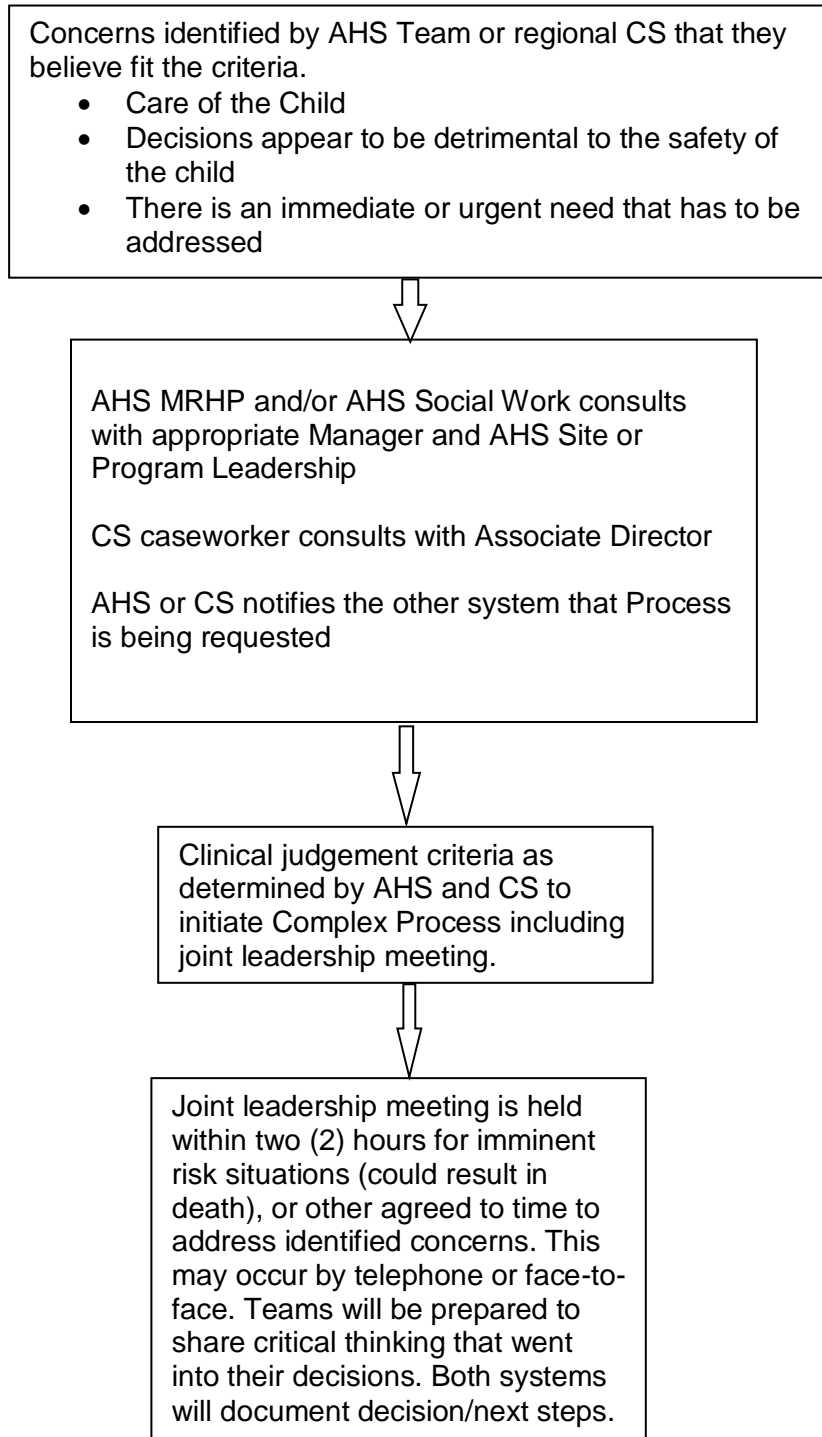 Concerns identified by AHS Team or regional CS that they
believe fit the criteria.
• Care of the Child
• Decisions appear to be detrimental to the safety of
the child
• There is an immediate or urgent need that has to be
addressed
AHS MRHP and/or AHS Social Work consults
with appropriate Manager and AHS Site or
Program Leadership
CS caseworker consults with Associate Director
AHS or CS notifies the other system that Process
is being requested
Clinical judgement criteria as
determined by AHS and CS to
initiate Complex Process including
joint leadership meeting.
Joint leadership meeting is held
within two (2) hours for imminent
risk situations (could result in
death), or other agreed to time to
address identified concerns. This
may occur by telephone or face-to-
face. Teams will be prepared to
share critical thinking that went
into their decisions. Both systems
will document decision/next steps.